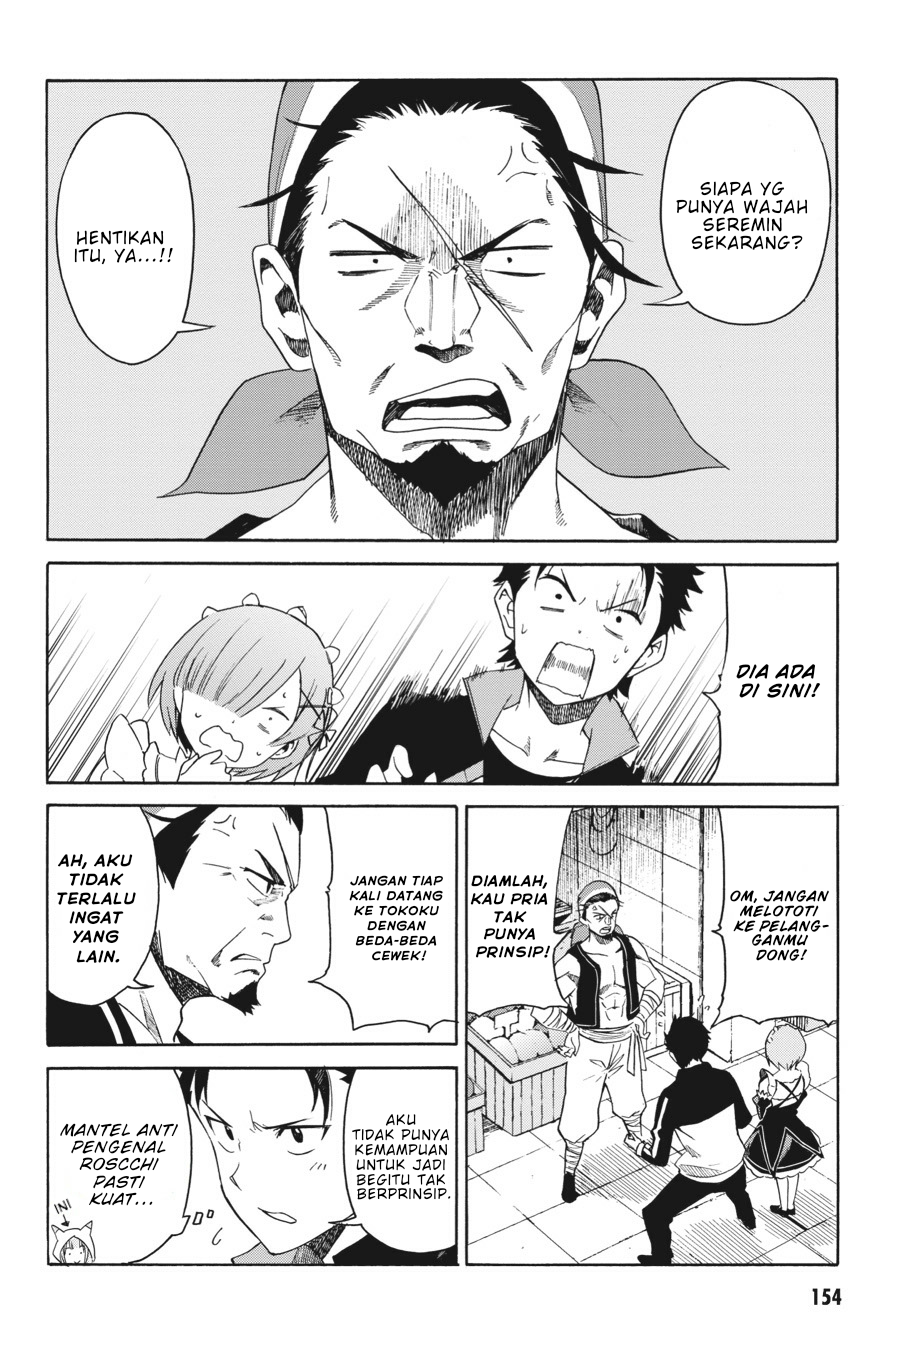 SIAPA YG
PUNYA WAJAH
SEREMIN
SEKARANG?
HENTIKAN
ITU, YA...!!
DIA ADA
DI SINI!
OM, JANGAN
MELOTOTI
KE PELANG-
GANMU
DONG!
DIAMLAH,
KAU PRIA
TAK
PUNYA
PRINSIP!
JANGAN TIAP
KALI DATANG
KE TOKOKU
DENGAN
BEDA-BEDA
CEWEK!
AH, AKU
TIDAK
TERLALU
INGAT
YANG
LAIN.
AKU
TIDAK PUNYA
KEMAMPUAN
UNTUK JADI
BEGITU TAK
BERPRINSIP.
MANTEL ANTI
PENGENAL
ROSCCHI
PASTI
KUAT...
INI
154